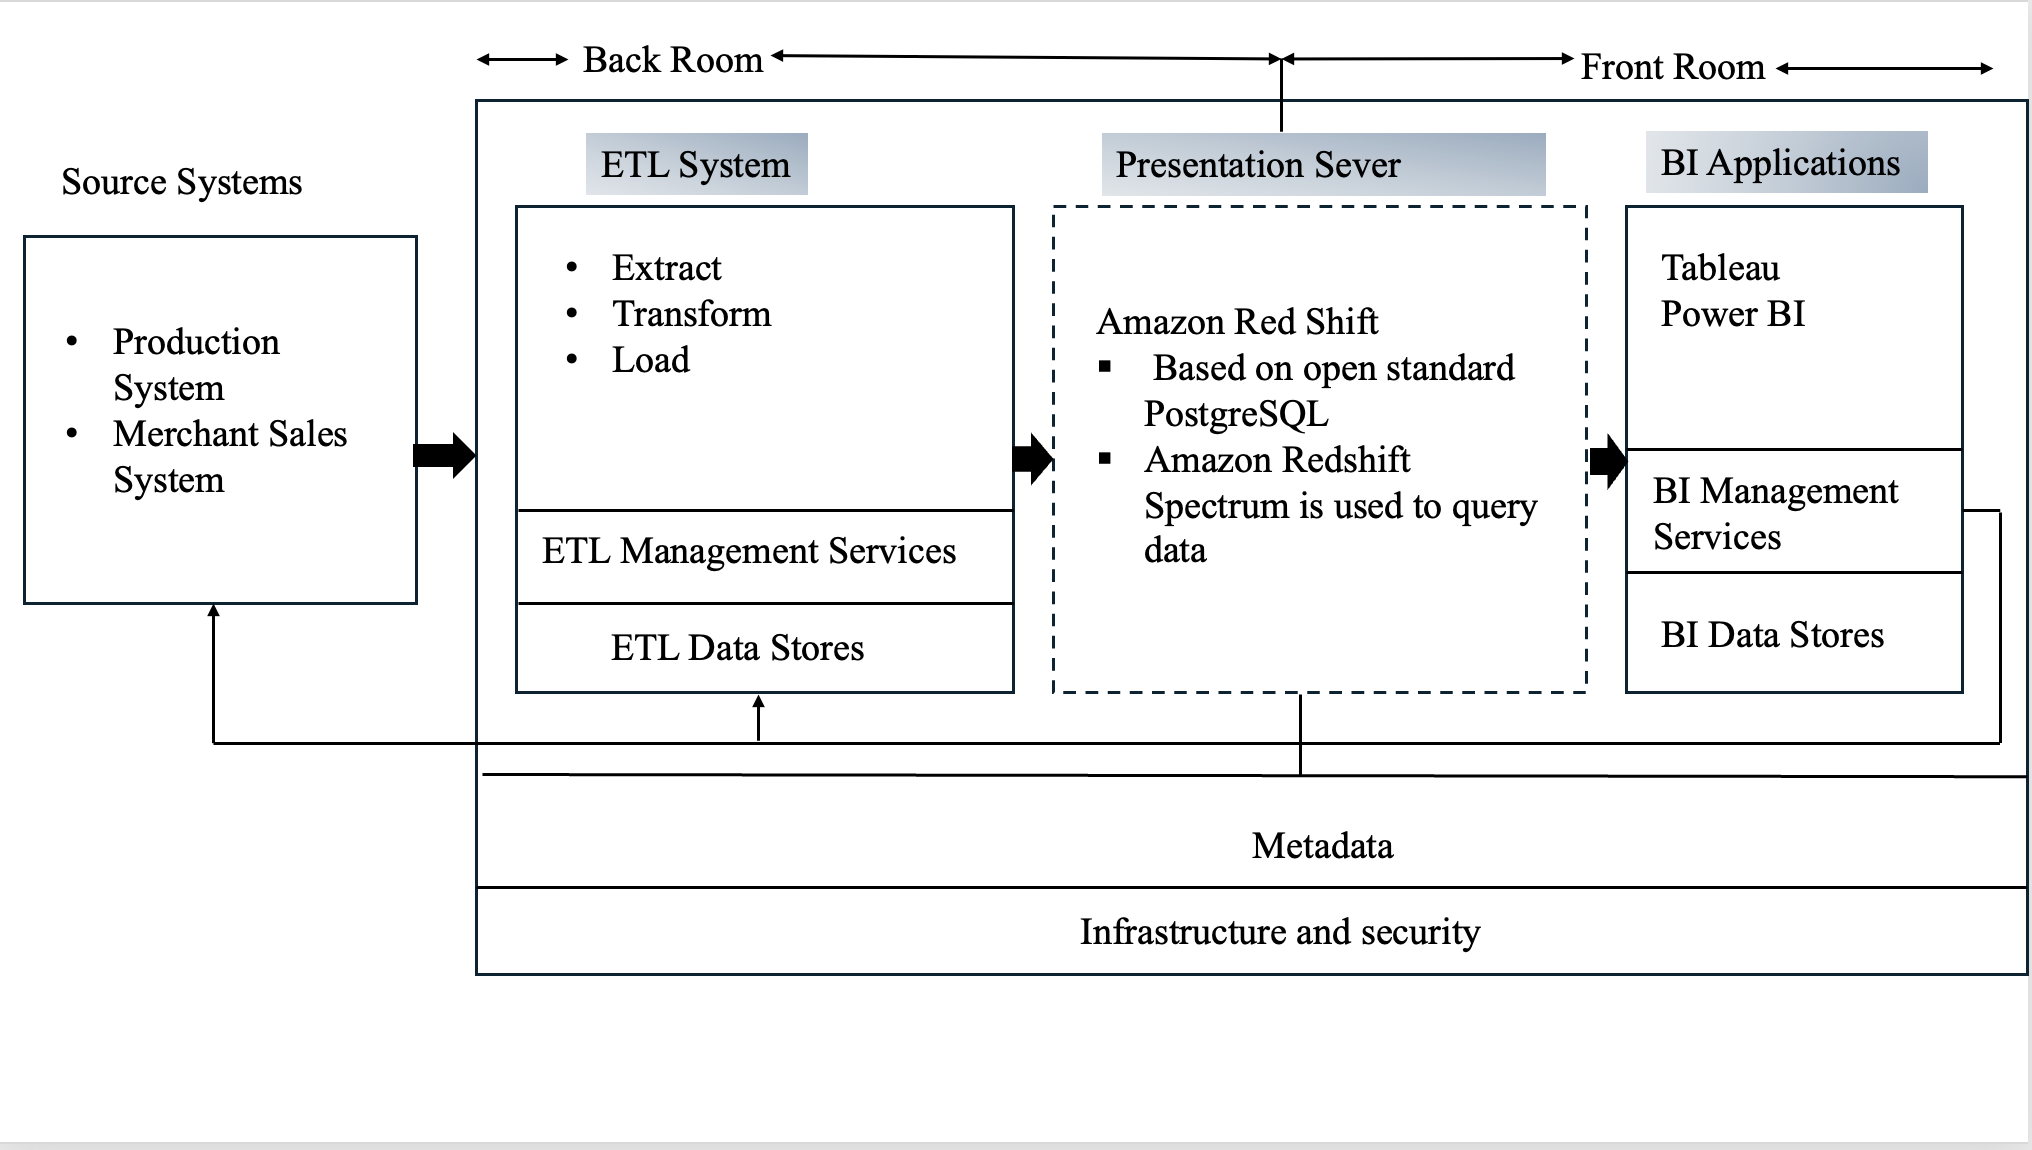 Back Room
Front Room
Source Systems
• Production
System
• Merchant Sales
System
ETL System
• Extract
• Transform
• Load
ETL Management Services
ETL Data Stores
Presentation Sever
Amazon Red Shift
▪ Based on open standard
PostgreSQL
▪ Amazon Redshift
Spectrum is used to query
data
BI Applications
Tableau
Power BI
BI Management
Services
BI Data Stores
Metadata
Infrastructure and security